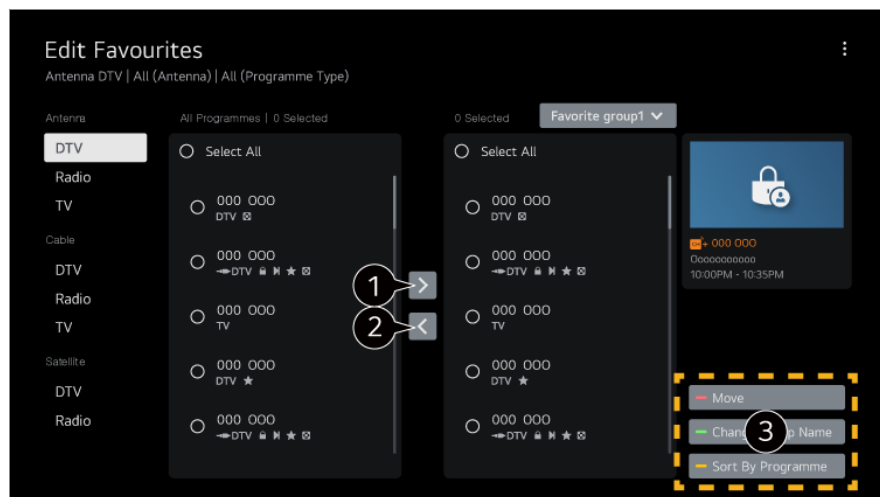 Edit Favourites
Antenna DTV | All (Antenna) | All (Programme Type)
Antenna
DTV
Radio
TV
Cable
DTV
Radio
TV
Satellite
DTV
Radio
All Programmes | 0 Selected
Select All
000 000
DTV
000 000
DTV
000 000
TV
000 000
DTV
000 000
DTV
1
2
0 Selected
Favorite group1
Select All
000 000
DTV
000 000
DTV
000 000
TV
000 000
DTV
000 000
DTV
+ 000 000
Ooooooooooo
10:00PM - 10:35PM
Move
3
Name
Sort By Programme